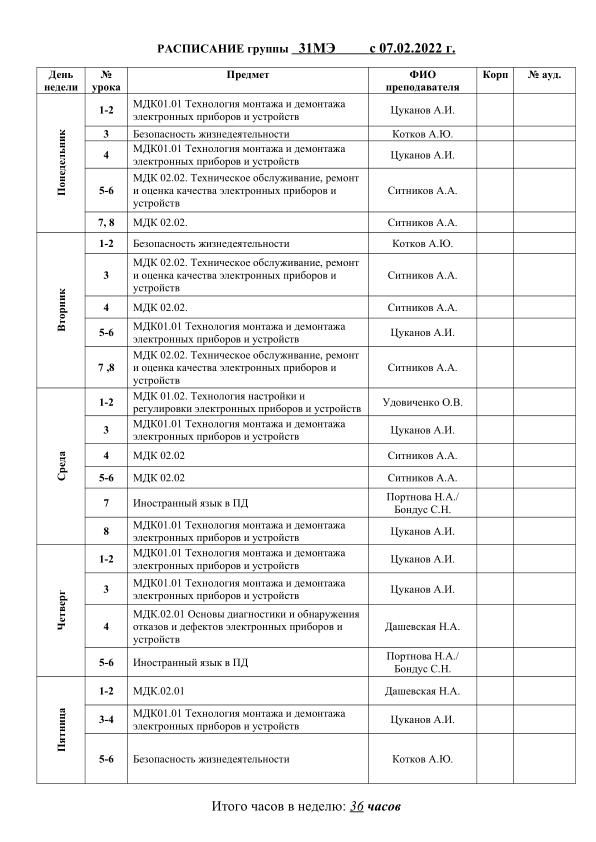 РАСПИСАНИЕ группы 31МЭ с 07.02.2022 г.
День недели № урока Предмет ФИО преподавателя Корп № ауд.
Понедельник
1-2 МДК01.01 Технология монтажа и демонтажа
электронных приборов и устройств Цуканов А.И.
3 Безопасность жизнедеятельности Котков А.Ю.
4 МДК01.01 Технология монтажа и демонтажа
электронных приборов и устройств Цуканов А.И.
5-6 МДК 02.02. Техническое обслуживание, ремонт
и оценка качества электронных приборов и
устройств Ситников А.А.
7, 8 МДК 02.02. Ситников А.А.
Вторник
1-2 Безопасность жизнедеятельности Котков А.Ю.
3 МДК 02.02. Техническое обслуживание, ремонт
и оценка качества электронных приборов и
устройств Ситников А.А.
4 МДК 02.02. Ситников А.А.
5-6 МДК01.01 Технология монтажа и демонтажа
электронных приборов и устройств Цуканов А.И.
7 ,8 МДК 02.02. Техническое обслуживание, ремонт
и оценка качества электронных приборов и
устройств Ситников А.А.
Среда
1-2 МДК 01.02. Технология настройки и
регулировки электронных приборов и устройств Удовиченко О.В.
3 МДК01.01 Технология монтажа и демонтажа
электронных приборов и устройств Цуканов А.И.
4 МДК 02.02 Ситников А.А.
5-6 МДК 02.02 Ситников А.А.
7 Иностранный язык в ПД Портнова Н.А./
Бондус С.Н.
8 МДК01.01 Технология монтажа и демонтажа
электронных приборов и устройств Цуканов А.И.
Четверг
1-2 МДК01.01 Технология монтажа и демонтажа
электронных приборов и устройств Цуканов А.И.
3 МДК01.01 Технология монтажа и демонтажа
электронных приборов и устройств Цуканов А.И.
4 МДК.02.01 Основы диагностики и обнаружения
отказов и дефектов электронных приборов и
устройств Дашевская Н.А.
5-6 Иностранный язык в ПД Портнова Н.А./
Бондус С.Н.
Пятница
1-2 МДК.02.01 Дашевская Н.А.
3-4 МДК01.01 Технология монтажа и демонтажа
электронных приборов и устройств Цуканов А.И.
5-6 Безопасность жизнедеятельности Котков А.Ю.
Итого часов в неделю: 36 часов